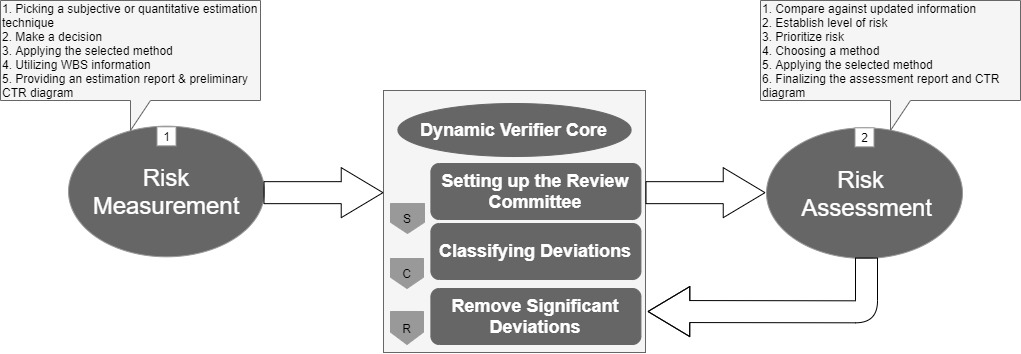 1. Picking a subjective or quantitative estimation
technique
2. Make a decision
3. Applying the selected method
4. Utilizing WBS information
5. Providing an estimation report & preliminary
CTR diagram
1
Risk
Measurement
Dynamic Verifier Core
Setting up the Review
Committee
S
Classifying Deviations
C
Remove Significant
Deviations
R
1. Compare against updated information
2. Establish level of risk
3. Prioritize risk
4. Choosing a method
5. Applying the selected method
6. Finalizing the assessment report and CTR
diagram
2
Risk
Assessment